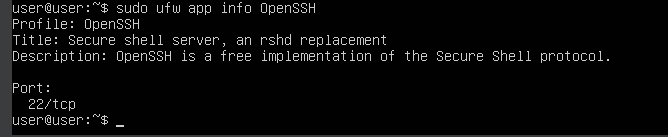 user@user:~$ sudo ufw app info OpenSSH
Profile: OpenSSH
Title: Secure shell server, an rshd replacement
Description: OpenSSH is a free implementation of the Secure Shell protocol.

Port:
  22/tcp
user@user:~$ _